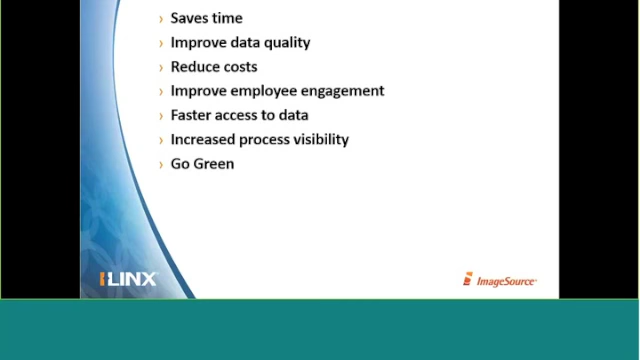 › Saves time
› Improve data quality
› Reduce costs
› Improve employee engagement
› Faster access to data
› Increased process visibility
› Go Green
ILINX
ImageSource